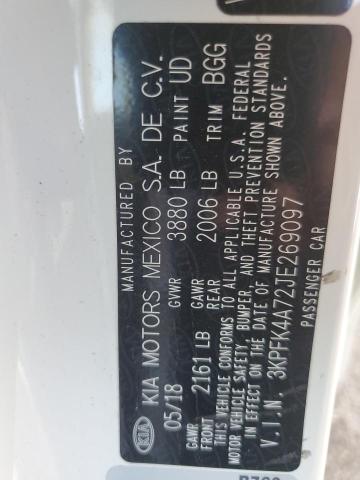 MANUFACTURED BY
KIA KIA MOTORS MEXICO S.A. DE C.V.
05/18 GVWR 3880 LB PAINT UD
GAWR FRONT 2161 LB GAWR REAR 2006 LB TRIM BGG
THIS VEHICLE CONFORMS TO ALL APPLICABLE U.S.A. FEDERAL
MOTOR VEHICLE SAFETY, BUMPER, AND THEFT PREVENTION STANDARDS
IN EFFECT ON THE DATE OF MANUFACTURE SHOWN ABOVE.
V.I.N. 3KPFK4A72JE269097
PASSENGER CAR